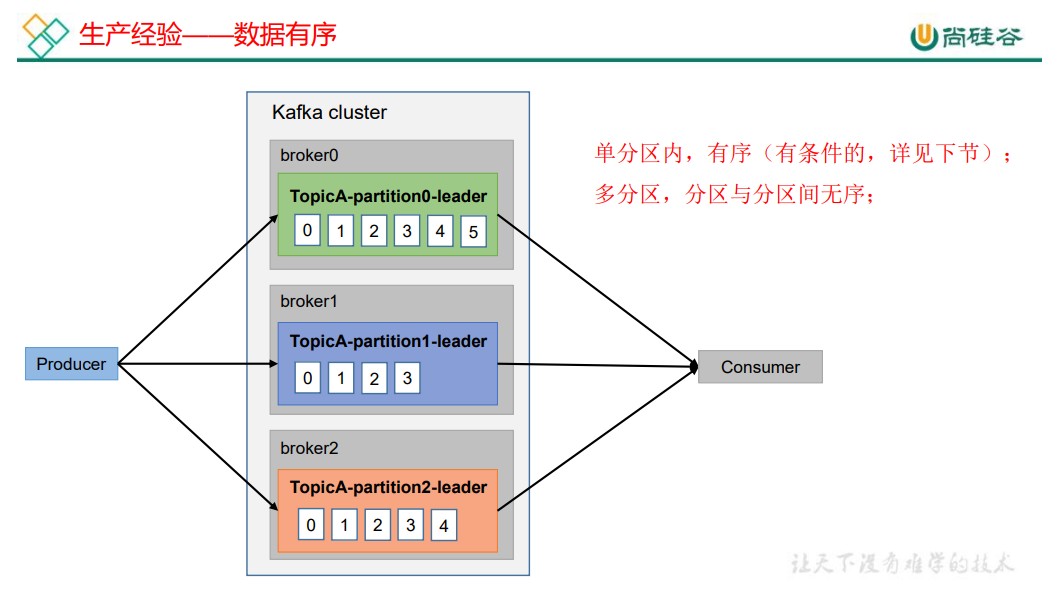 生产经验——数据有序
尚硅谷
Kafka cluster
broker0
TopicA-partition0-leader
0 1 2 3 4 5
broker1
TopicA-partition1-leader
0 1 2 3
broker2
TopicA-partition2-leader
0 1 2 3 4
Producer
Consumer
单分区内，有序（有条件的，详见下节）；
多分区，分区与分区间无序；
让天下没有难学的技术